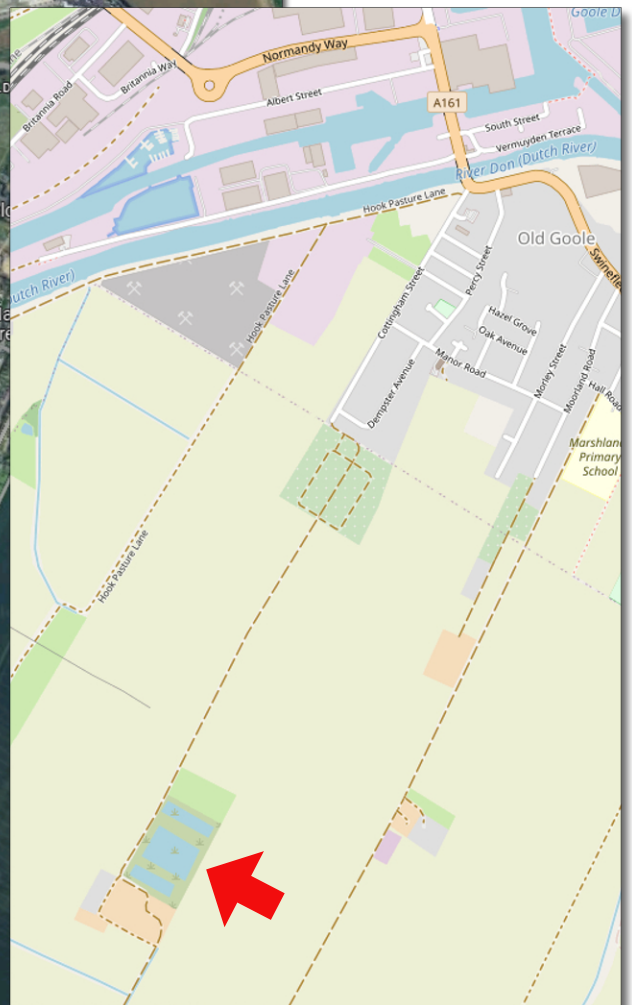 Goole D
Normandy Way
Britannia Way
Britannia Road
Albert Street
A161
South Street
Vermuyden Terrace
River Don (Dutch River)
Hook Pasture Lane
Old Goole
utch River)
Hook Pasture Lane
Cottingham Street
Percy Street
Swinefle
Hazel Grove
Oak Avenue
Manor Road
Morley Street
Moorland Road
Hall Road
Dempster Avenue
Marshlan
Primary
School
Hook Pasture Lane